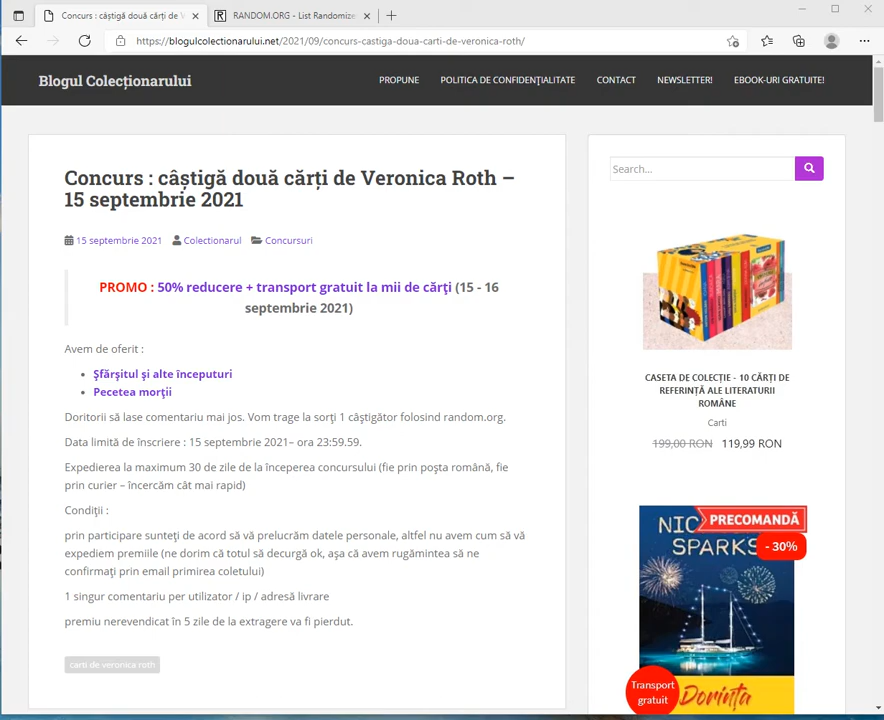 Concurs : câștigă două cărți de V
RANDOM.ORG - List Randomize
https://blogulcolectionarului.net/2021/09/concurs-castiga-doua-carti-de-veronica-roth/
Blogul Colecționarului
PROPUNE
POLITICA DE CONFIDENȚIALITATE
CONTACT
NEWSLETTER!
EBOOK-URI GRATUITE!
Concurs : câștigă două cărți de Veronica Roth –
15 septembrie 2021
15 septembrie 2021 Colectionarul Concursuri
PROMO : 50% reducere + transport gratuit la mii de cărți (15 - 16
septembrie 2021)
Avem de oferit :
Sfârșitul și alte începuturi
Pecetea morții
Doritorii să lase comentariu mai jos. Vom trage la sorți 1 câștigător folosind random.org.
Data limită de înscriere : 15 septembrie 2021– ora 23:59.59.
Expedierea la maximum 30 de zile de la începerea concursului (fie prin poșta română, fie
prin curier – încercăm cât mai rapid)
Condiții :
prin participare sunteți de acord să vă prelucrăm datele personale, altfel nu avem cum să vă
expediem premiile (ne dorim că totul să decurgă ok, așa că avem rugămintea să ne
confirmați prin email primirea coletului)
1 singur comentariu per utilizator / ip / adresă livrare
premiu nerevendicat în 5 zile de la extragere va fi pierdut.
carti de veronica roth
Search...
CASETA DE COLECȚIE - 10 CĂRȚI DE
REFERINȚĂ ALE LITERATURII
ROMÂNE
Carti
199,00 RON 119,99 RON
PRECOMANDĂ
NIC
SPARKS
- 30%
Transport
gratuit
Dorința